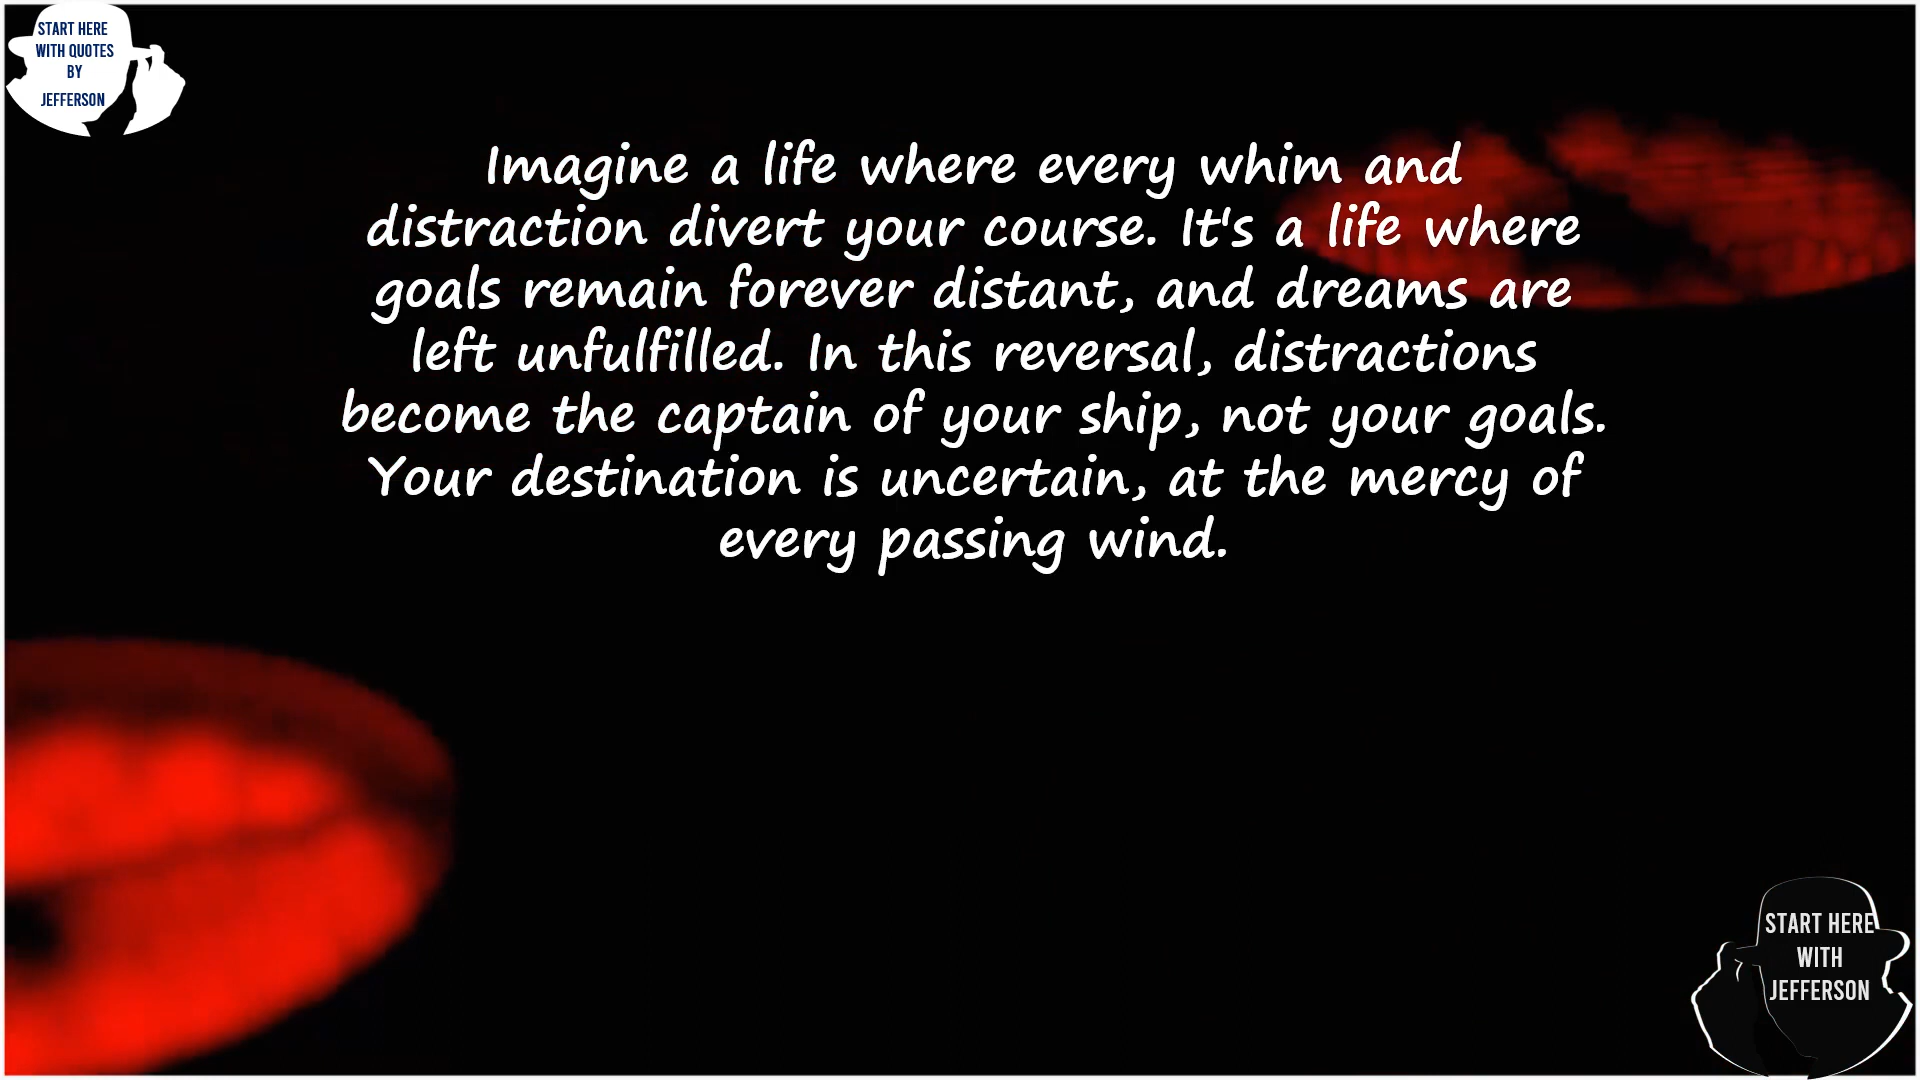 START HERE
WITH QUOTES
BY
JEFFERSON
Imagine a life where every whim and
distraction divert your course. It's a life where
goals remain forever distant, and dreams are
left unfulfilled. In this reversal, distractions
become the captain of your ship, not your goals.
Your destination is uncertain, at the mercy of
every passing wind.
START HERE
WITH
JEFFERSON